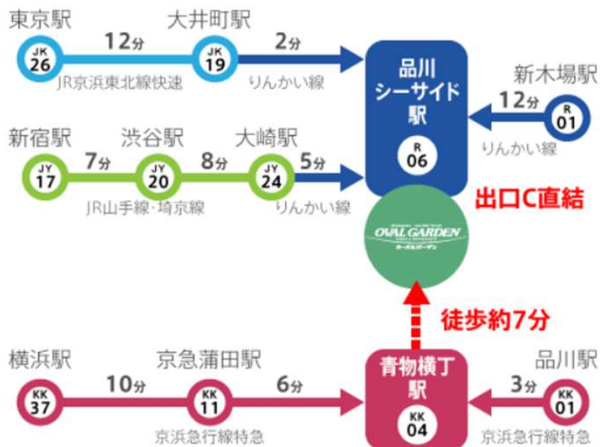 東京駅 大井町駅
12分 2分
JK 26 JK 19
JR京浜東北線快速 りんかい線
品川
シーサイド
駅
R 06
新木場駅
12分
R 01
りんかい線
新宿駅 渋谷駅 大崎駅
7分 8分 5分
JY 17 JY 20 JY 24
JR山手線・埼京線 りんかい線
出口C直結
OVAL GARDEN
オーバルガーデン
徒歩約7分
横浜駅 京急蒲田駅
10分 6分
KK 37 KK 11
京浜急行線特急
青物横丁
駅
KK 04
品川駅
3分
KK 01
京浜急行線特急